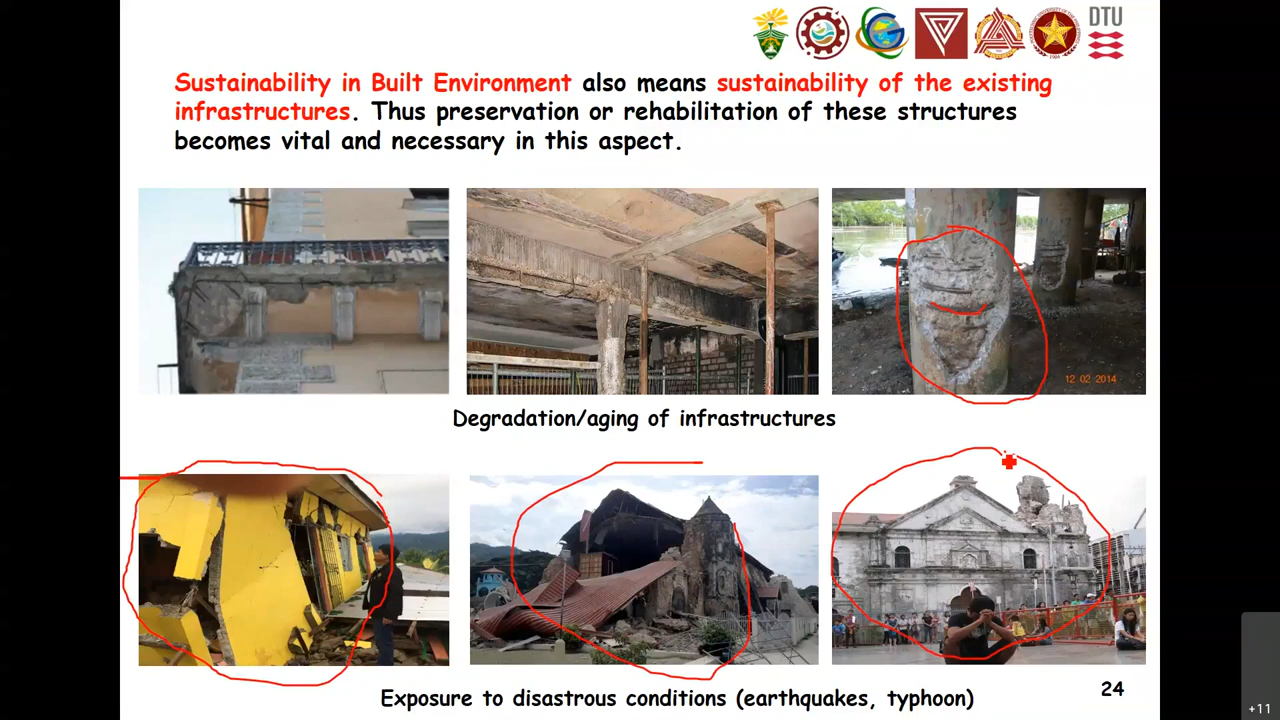 DTU
Sustainability in Built Environment also means sustainability of the existing
infrastructures. Thus preservation or rehabilitation of these structures
becomes vital and necessary in this aspect.
12 02 2014
Degradation/aging of infrastructures
Exposure to disastrous conditions (earthquakes, typhoon)
24
+11